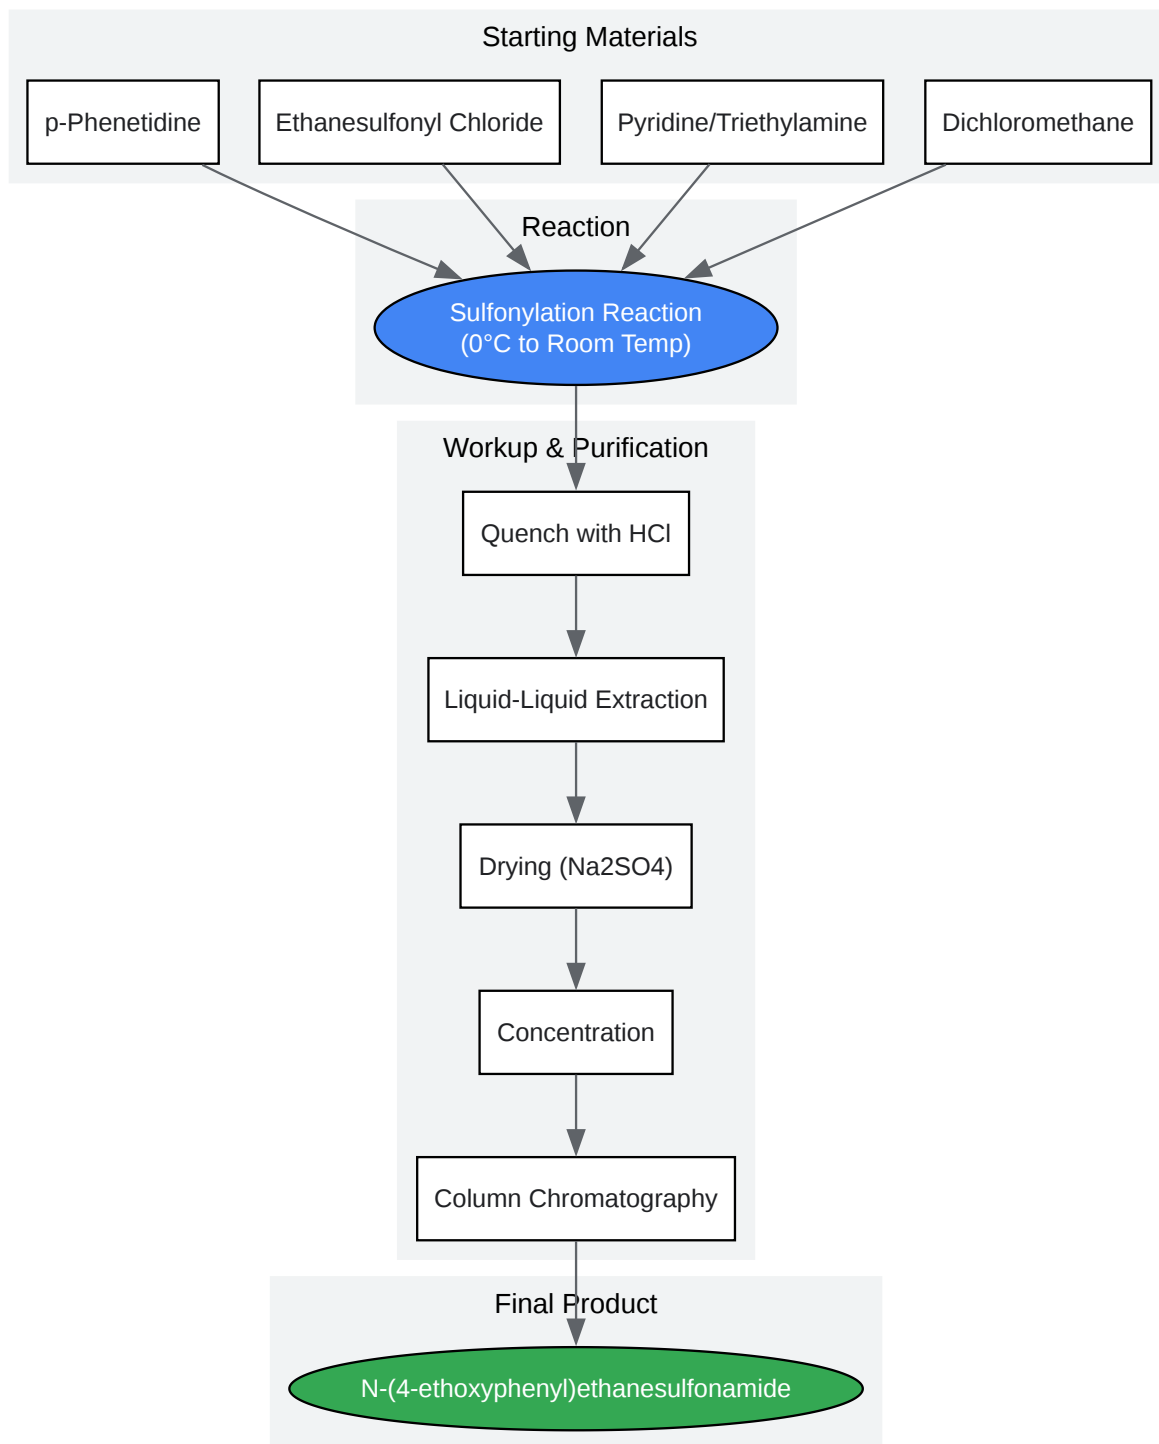 Starting Materials
p-Phenetidine
Ethanesulfonyl Chloride
Pyridine/Triethylamine
Dichloromethane
Reaction
Sulfonylation Reaction
(0°C to Room Temp)
Workup & Purification
Quench with HCl
Liquid-Liquid Extraction
Drying (Na2SO4)
Concentration
Column Chromatography
Final Product
N-(4-ethoxyphenyl)ethanesulfonamide